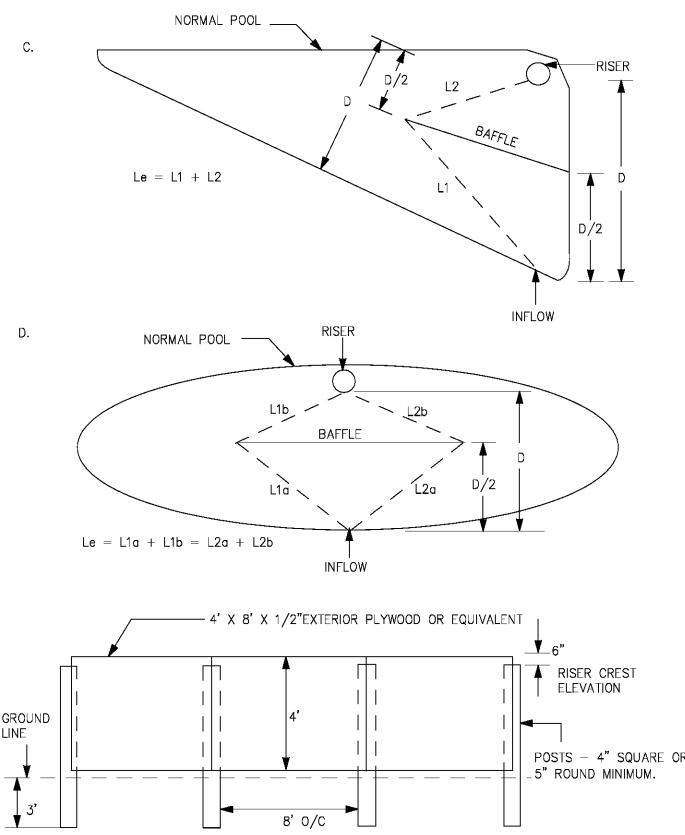 C.
NORMAL POOL
RISER
D/2
L2
D
BAFFLE
Le = L1 + L2
L1
D
D/2
INFLOW
D.
NORMAL POOL
RISER
L1b
L2b
BAFFLE
D
L1a
L2a
D/2
Le = L1a + L1b = L2a + L2b
INFLOW
4' X 8' X 1/2"EXTERIOR PLYWOOD OR EQUIVALENT
6"
RISER CREST
ELEVATION
GROUND
LINE
4'
POSTS – 4" SQUARE OR
5" ROUND MINIMUM.
3'
8' O/C